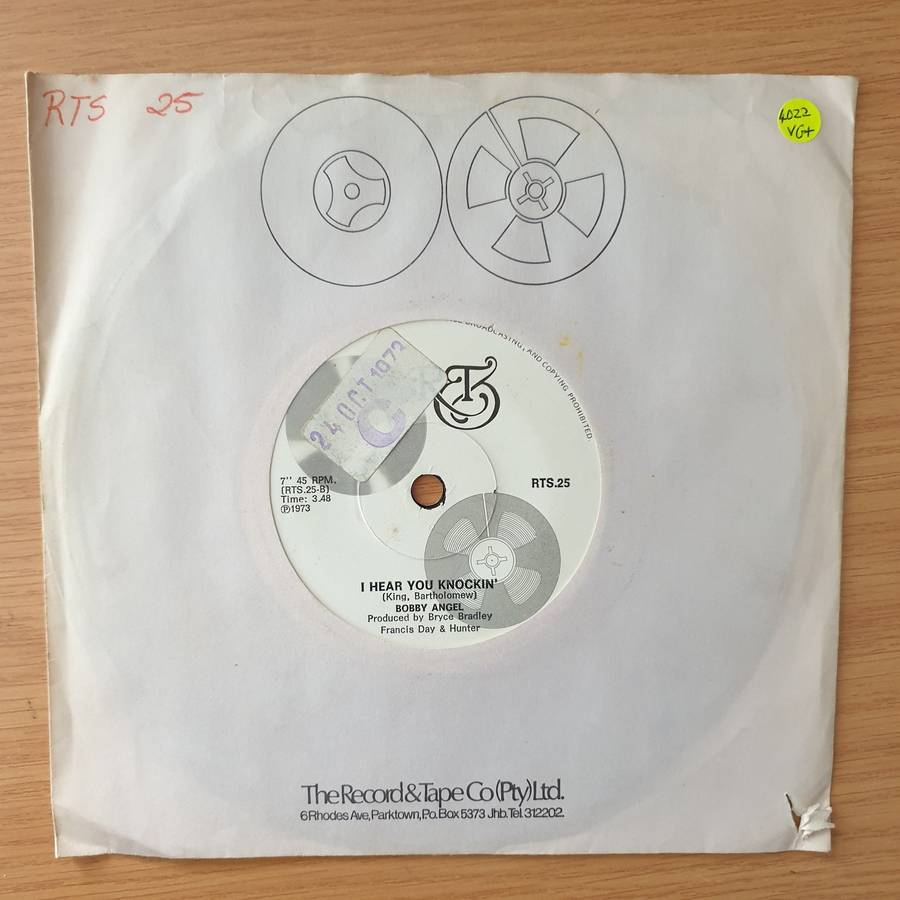 RTS 25
4022
VG+
BROADCASTING, AND COPYING PROHIBITED.
24 OCT 1973
C
RT
7'' 45 RPM.
(RTS.25-B)
Time: 3.48
℗1973
RTS.25
I HEAR YOU KNOCKIN'
(King, Bartholomew)
BOBBY ANGEL
Produced by Bryce Bradley
Francis Day & Hunter
The Record & Tape Co (Pty) Ltd.
6 Rhodes Ave, Parktown, P.o. Box 5373 Jhb. Tel. 312202.